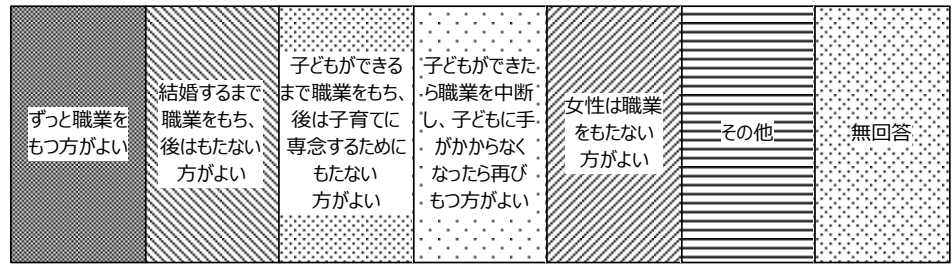 ずっと職業を
もつ方がよい
結婚するまで
職業をもち、
後はもたない
方がよい
子どもができる
まで職業をもち、
後は子育てに
専念するために
もたない
方がよい
子どもができた
ら職業を中断
し、子どもに手
がかからなく
なったら再び
もつ方がよい
女性は職業
をもたない
方がよい
その他
無回答